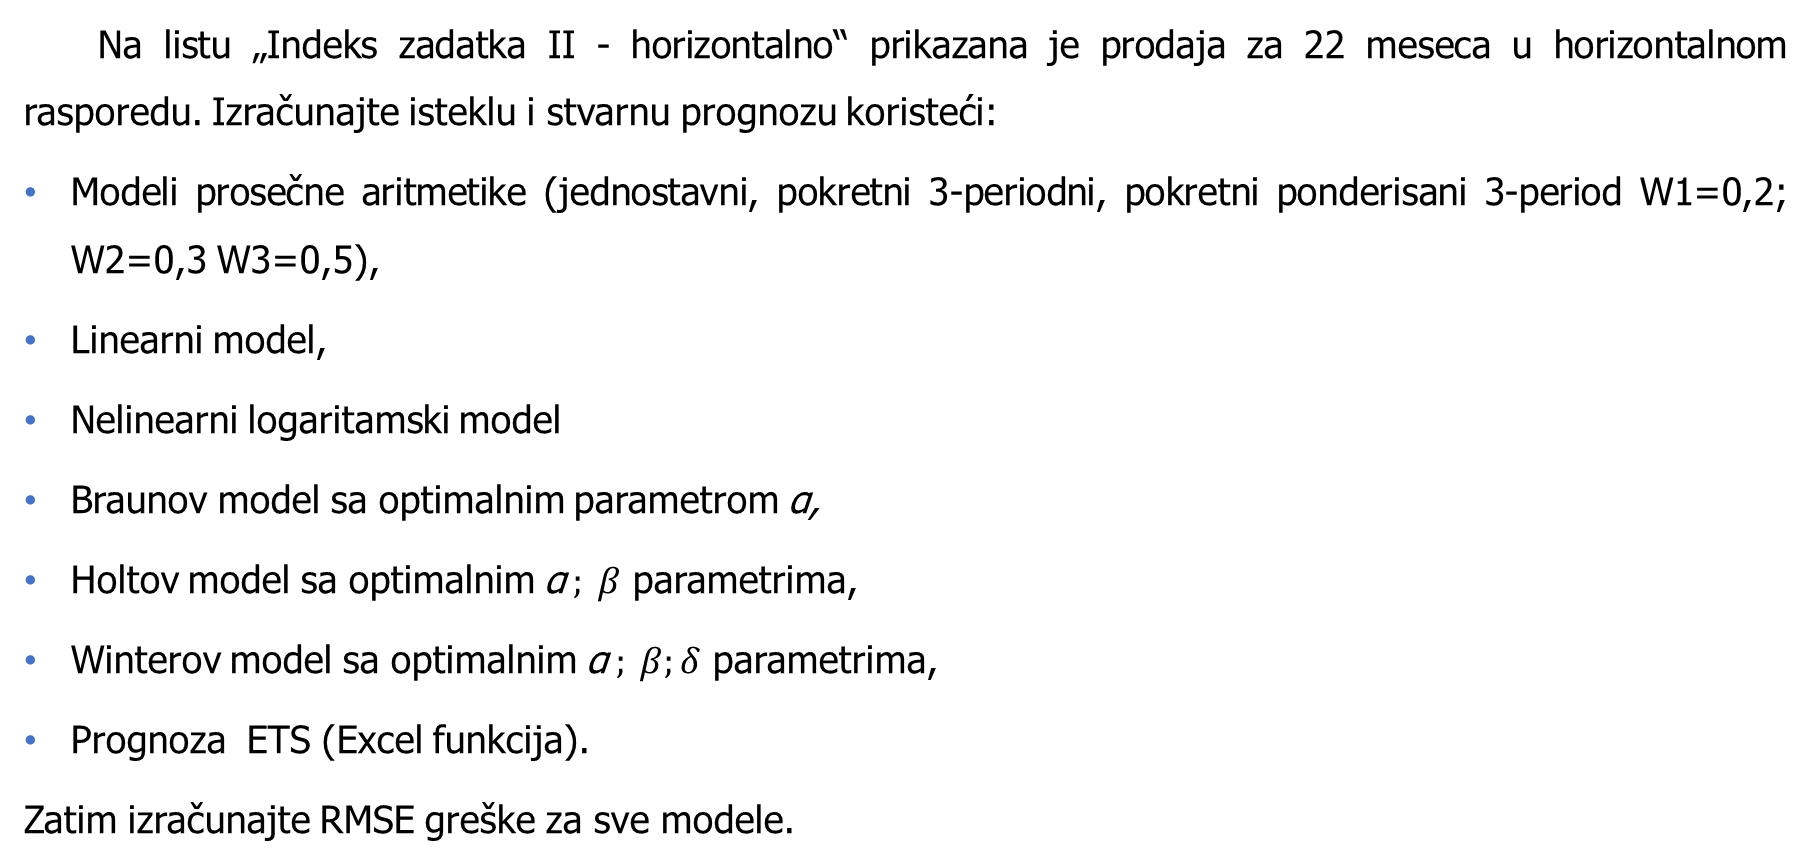 Na listu „Indeks zadatka II - horizontalno“ prikazana je prodaja za 22 meseca u horizontalnom
rasporedu. Izračunajte isteklu i stvarnu prognozu koristeći:
• Modeli prosečne aritmetike (jednostavni, pokretni 3-periodni, pokretni ponderisani 3-period W1=0,2;
W2=0,3 W3=0,5),
• Linearni model,
• Nelinearni logaritamski model
• Braunov model sa optimalnim parametrom α,
• Holtov model sa optimalnim α; β parametrima,
• Winterov model sa optimalnim α; β; δ parametrima,
• Prognoza ETS (Excel funkcija).
Zatim izračunajte RMSE greške za sve modele.